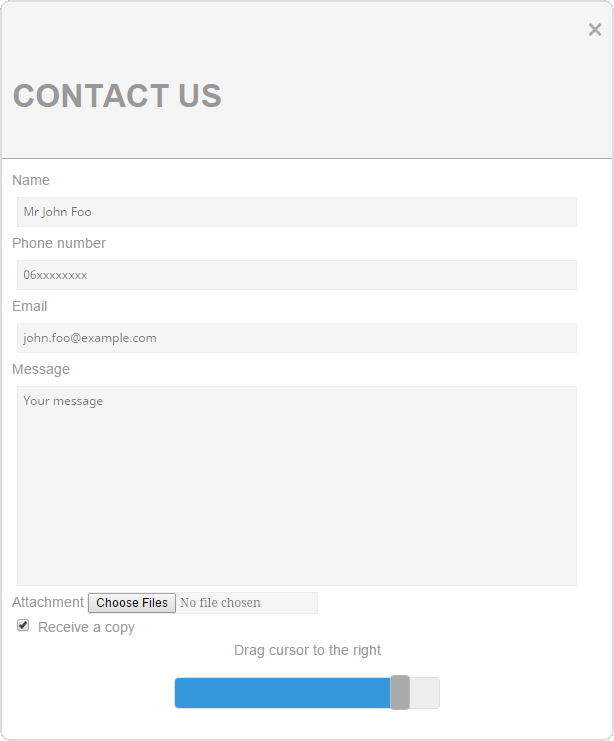 ×
CONTACT US
Name
Mr John Foo
Phone number
06xxxxxxxx
Email
john.foo@example.com
Message
Your message
Attachment Choose Files No file chosen
Receive a copy
Drag cursor to the right